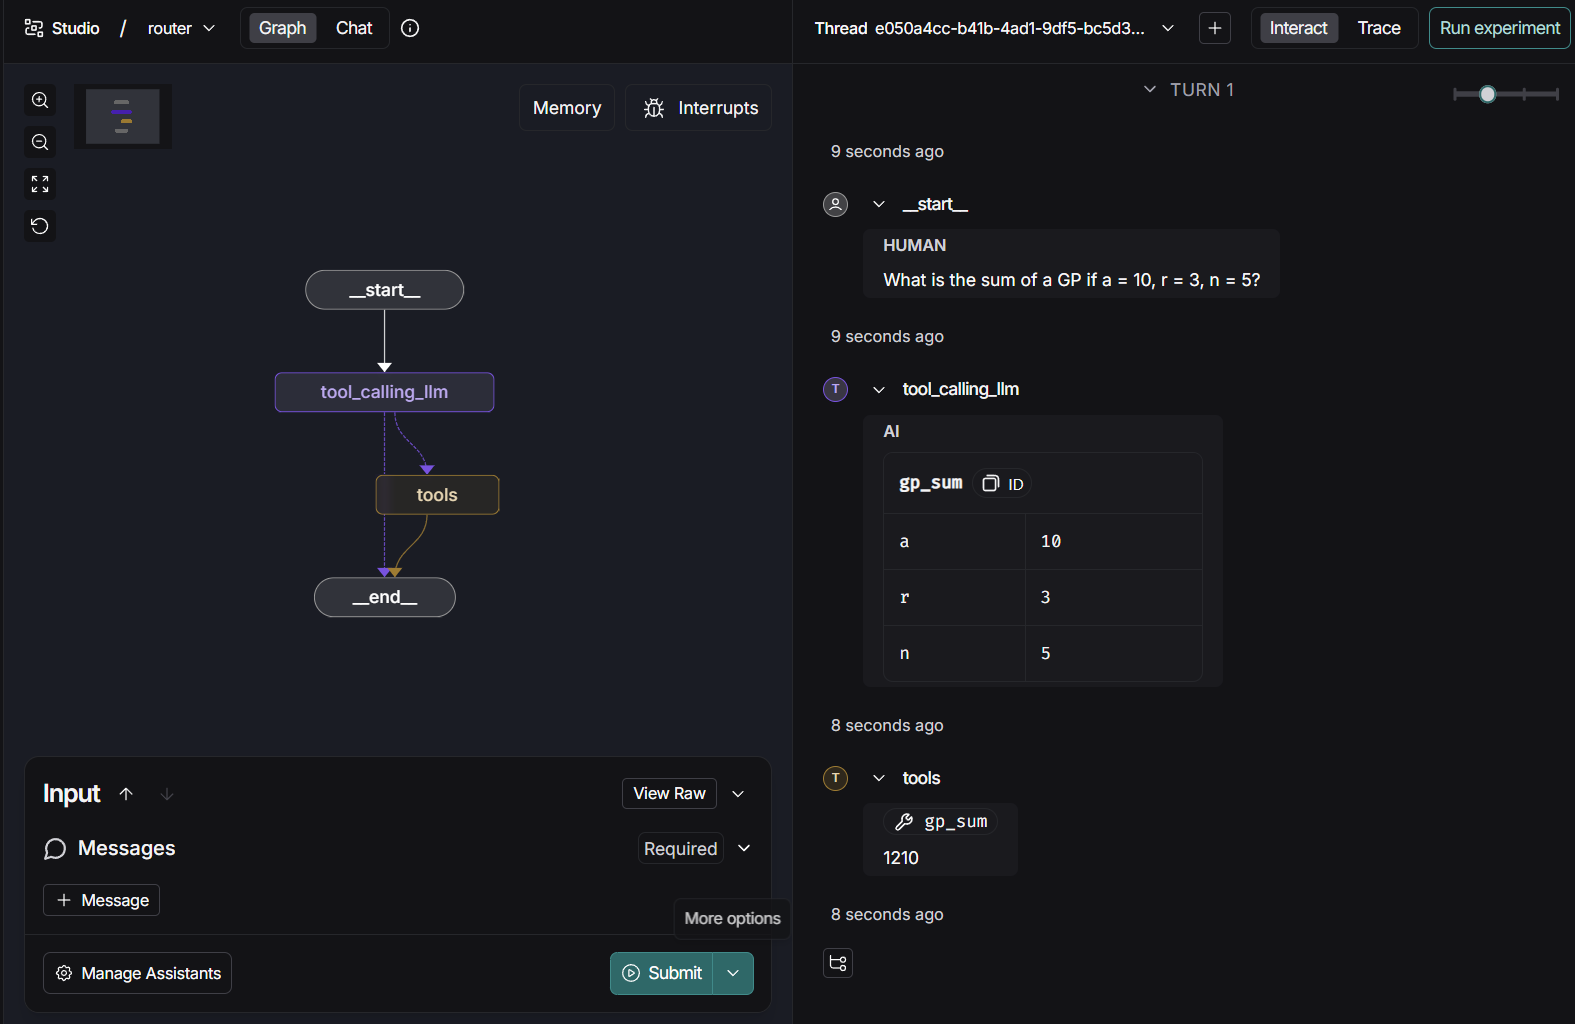 Studio / router
Graph Chat
Memory Interrupts
__start__
tool_calling_llm
tools
__end__
Input View Raw
Messages Required
+ Message
More options
Manage Assistants Submit
Thread e050a4cc-b41b-4ad1-9df5-bc5d3... + Interact Trace Run experiment
TURN 1
9 seconds ago
__start__
HUMAN
What is the sum of a GP if a = 10, r = 3, n = 5?
9 seconds ago
T tool_calling_llm
AI
gp_sum ID
a 10
r 3
n 5
8 seconds ago
T tools
gp_sum
1210
8 seconds ago